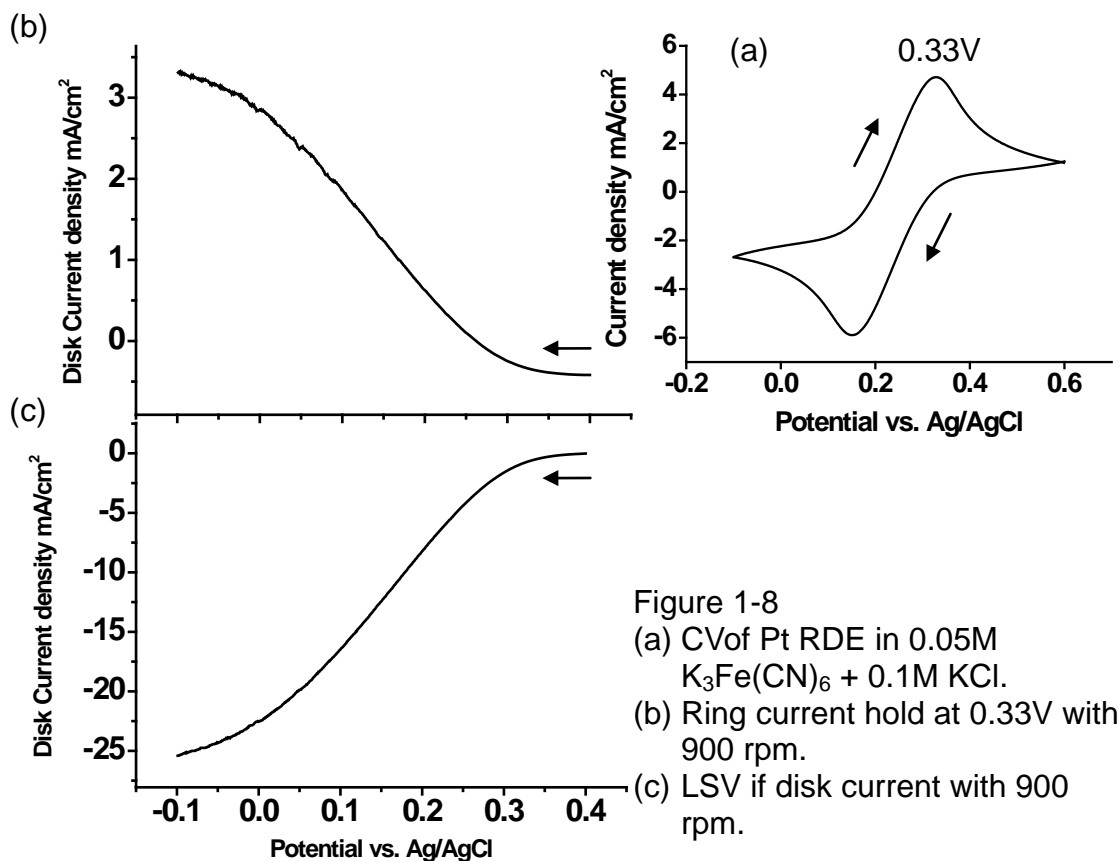 (b)
Disk Current density mA/cm²
3
2
1
0
(a)
0.33V
Current density mA/cm²
6
4
2
0
-2
-4
-6
-0.2
0.0
0.2
0.4
0.6
Potential vs. Ag/AgCl
(c)
Disk Current density mA/cm²
0
-5
-10
-15
-20
-25
-0.1
0.0
0.1
0.2
0.3
0.4
Potential vs. Ag/AgCl
Figure 1-8
(a) CVof Pt RDE in 0.05M
K₃Fe(CN)₆ + 0.1M KCl.
(b) Ring current hold at 0.33V with
900 rpm.
(c) LSV if disk current with 900
rpm.